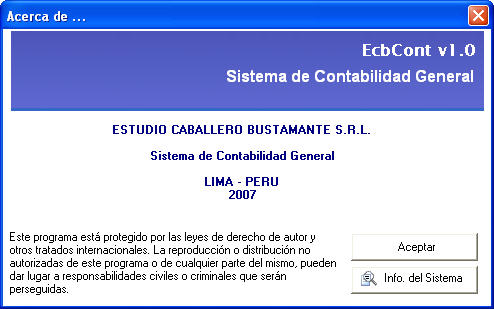 Acerca de ...
EcbCont v1.0
Sistema de Contabilidad General
ESTUDIO CABALLERO BUSTAMANTE S.R.L.
Sistema de Contabilidad General
LIMA - PERU
2007
Este programa está protegido por las leyes de derecho de autor y
otros tratados internacionales. La reproducción o distribución no
autorizadas de este programa o de cualquier parte del mismo, pueden
dar lugar a responsabilidades civiles o criminales que serán
perseguidas.
Aceptar
Info. del Sistema